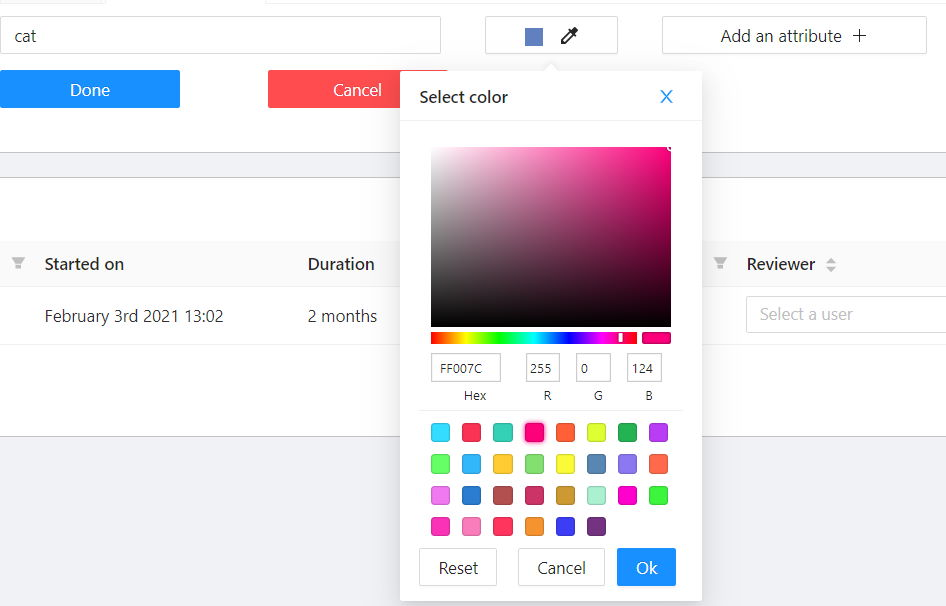 cat
Add an attribute
Done
Cancel
Select color
Started on
Duration
Reviewer
February 3rd 2021 13:02
2 months
Select a user
FF007C
255
0
124
Hex
R
G
B
Reset
Cancel
Ok